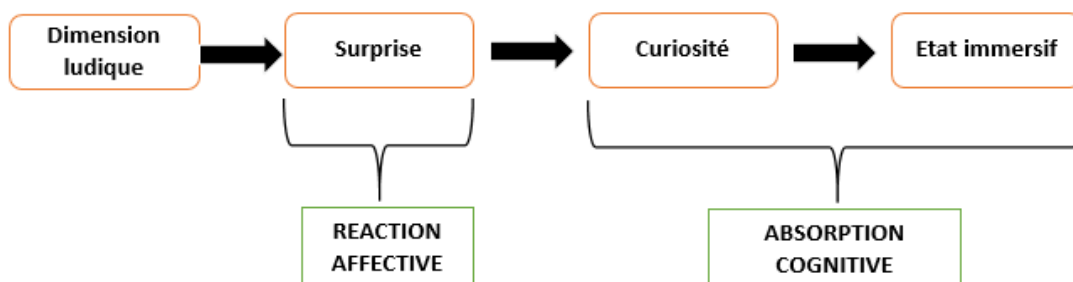 Dimension
ludique
Surprise
Curiosité
Etat immersif
REACTION
AFFECTIVE
ABSORPTION
COGNITIVE